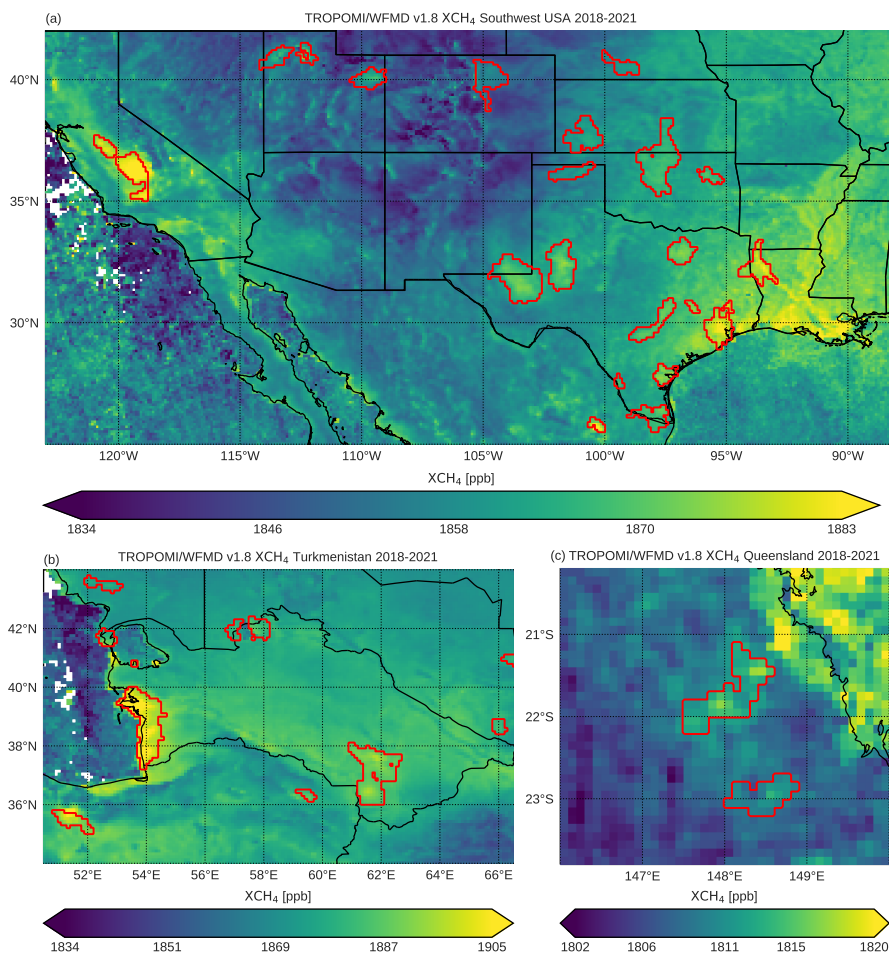 (a) TROPOMI/WFMD v1.8 XCH₄ Southwest USA 2018-2021
40°N
35°N
30°N
120°W 115°W 110°W 105°W 100°W 95°W 90°W
XCH₄ [ppb]
1834 1846 1858 1870 1883
(b) TROPOMI/WFMD v1.8 XCH₄ Turkmenistan 2018-2021
42°N
40°N
38°N
36°N
52°E 54°E 56°E 58°E 60°E 62°E 64°E 66°E
XCH₄ [ppb]
1834 1851 1869 1887 1905
(c) TROPOMI/WFMD v1.8 XCH₄ Queensland 2018-2021
21°S
22°S
23°S
147°E 148°E 149°E
XCH₄ [ppb]
1802 1806 1811 1815 1820